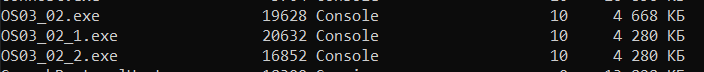 OS03_02.exe 19628 Console 10 4 668 КБ
OS03_02_1.exe 20632 Console 10 4 280 КБ
OS03_02_2.exe 16852 Console 10 4 280 КБ